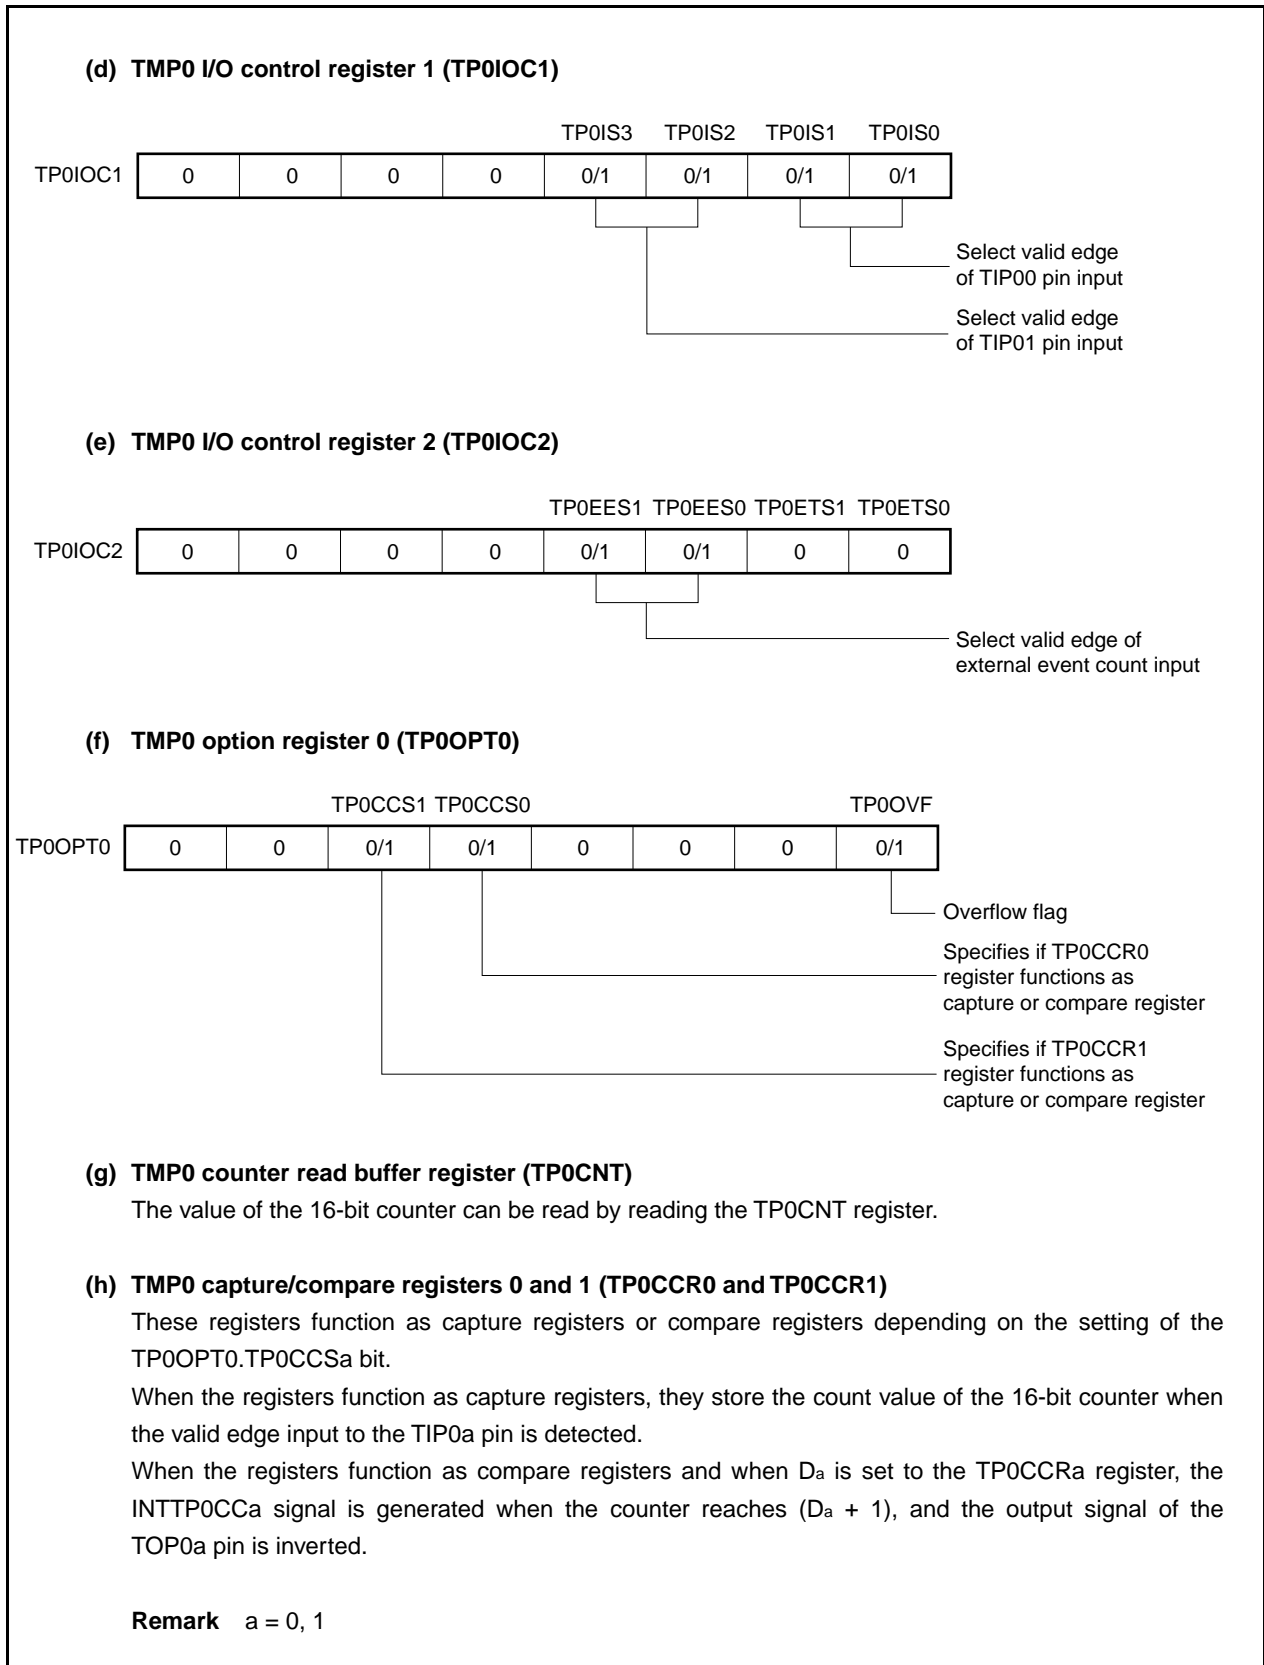 (d) TMP0 I/O control register 1 (TP0IOC1)
TP0IS3 TP0IS2 TP0IS1 TP0IS0
TP0IOC1 0 0 0 0 0/1 0/1 0/1 0/1
Select valid edge
of TIP00 pin input
Select valid edge
of TIP01 pin input
(e) TMP0 I/O control register 2 (TP0IOC2)
TP0EES1 TP0EES0 TP0ETS1 TP0ETS0
TP0IOC2 0 0 0 0 0/1 0/1 0 0
Select valid edge of
external event count input
(f) TMP0 option register 0 (TP0OPT0)
TP0CCS1 TP0CCS0 TP0OVF
TP0OPT0 0 0 0/1 0/1 0 0 0 0/1
Overflow flag
Specifies if TP0CCR0
register functions as
capture or compare register
Specifies if TP0CCR1
register functions as
capture or compare register
(g) TMP0 counter read buffer register (TP0CNT)
The value of the 16-bit counter can be read by reading the TP0CNT register.
(h) TMP0 capture/compare registers 0 and 1 (TP0CCR0 and TP0CCR1)
These registers function as capture registers or compare registers depending on the setting of the
TP0OPT0.TP0CCSa bit.
When the registers function as capture registers, they store the count value of the 16-bit counter when
the valid edge input to the TIP0a pin is detected.
When the registers function as compare registers and when Da is set to the TP0CCRa register, the
INTTP0CCa signal is generated when the counter reaches (Da + 1), and the output signal of the
TOP0a pin is inverted.
Remark a = 0, 1